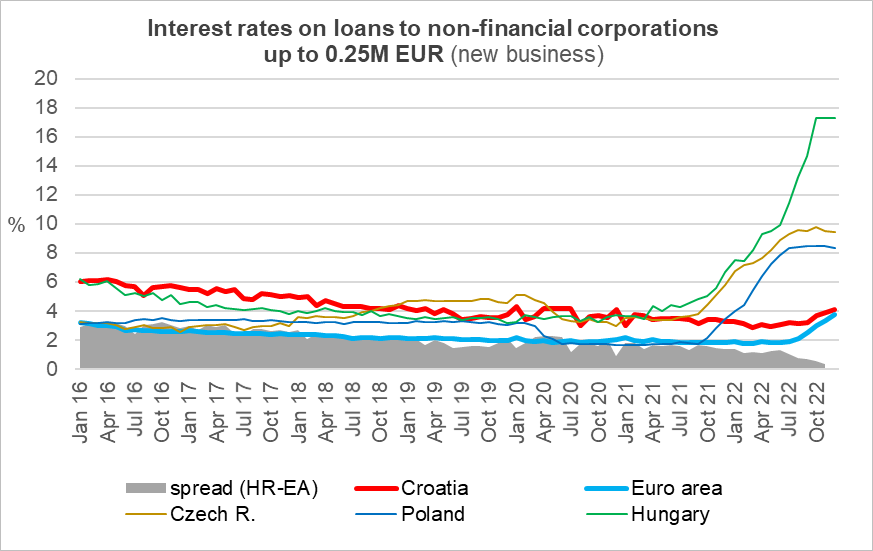 Interest rates on loans to non-financial corporations
up to 0.25M EUR (new business)
20
18
16
14
12
10
8
6
4
2
0
%
Jan 16
Apr 16
Jul 16
Oct 16
Jan 17
Apr 17
Jul 17
Oct 17
Jan 18
Apr 18
Jul 18
Oct 18
Jan 19
Apr 19
Jul 19
Oct 19
Jan 20
Apr 20
Jul 20
Oct 20
Jan 21
Apr 21
Jul 21
Oct 21
Jan 22
Apr 22
Jul 22
Oct 22
spread (HR-EA) Croatia Euro area
Czech R. Poland Hungary